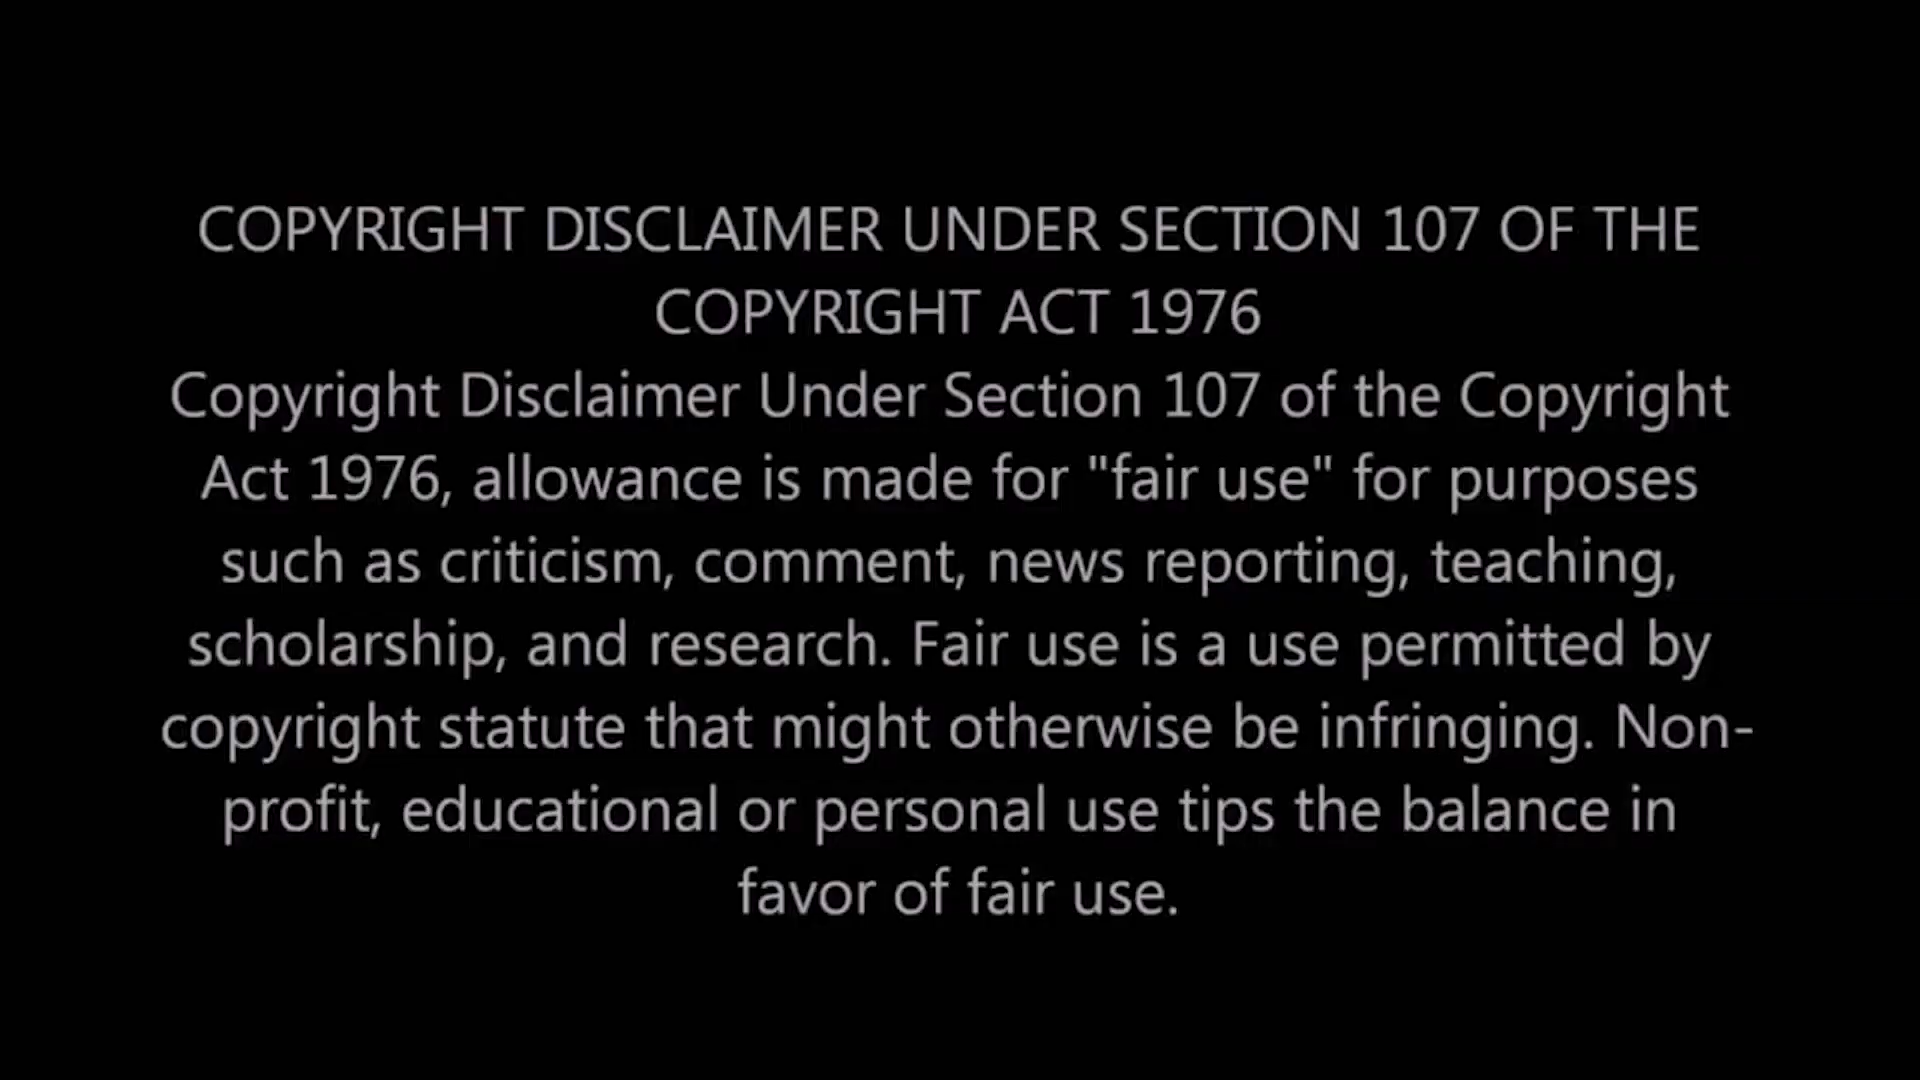 COPYRIGHT DISCLAIMER UNDER SECTION 107 OF THE
COPYRIGHT ACT 1976
Copyright Disclaimer Under Section 107 of the Copyright
Act 1976, allowance is made for "fair use" for purposes
such as criticism, comment, news reporting, teaching,
scholarship, and research. Fair use is a use permitted by
copyright statute that might otherwise be infringing. Non-
profit, educational or personal use tips the balance in
favor of fair use.